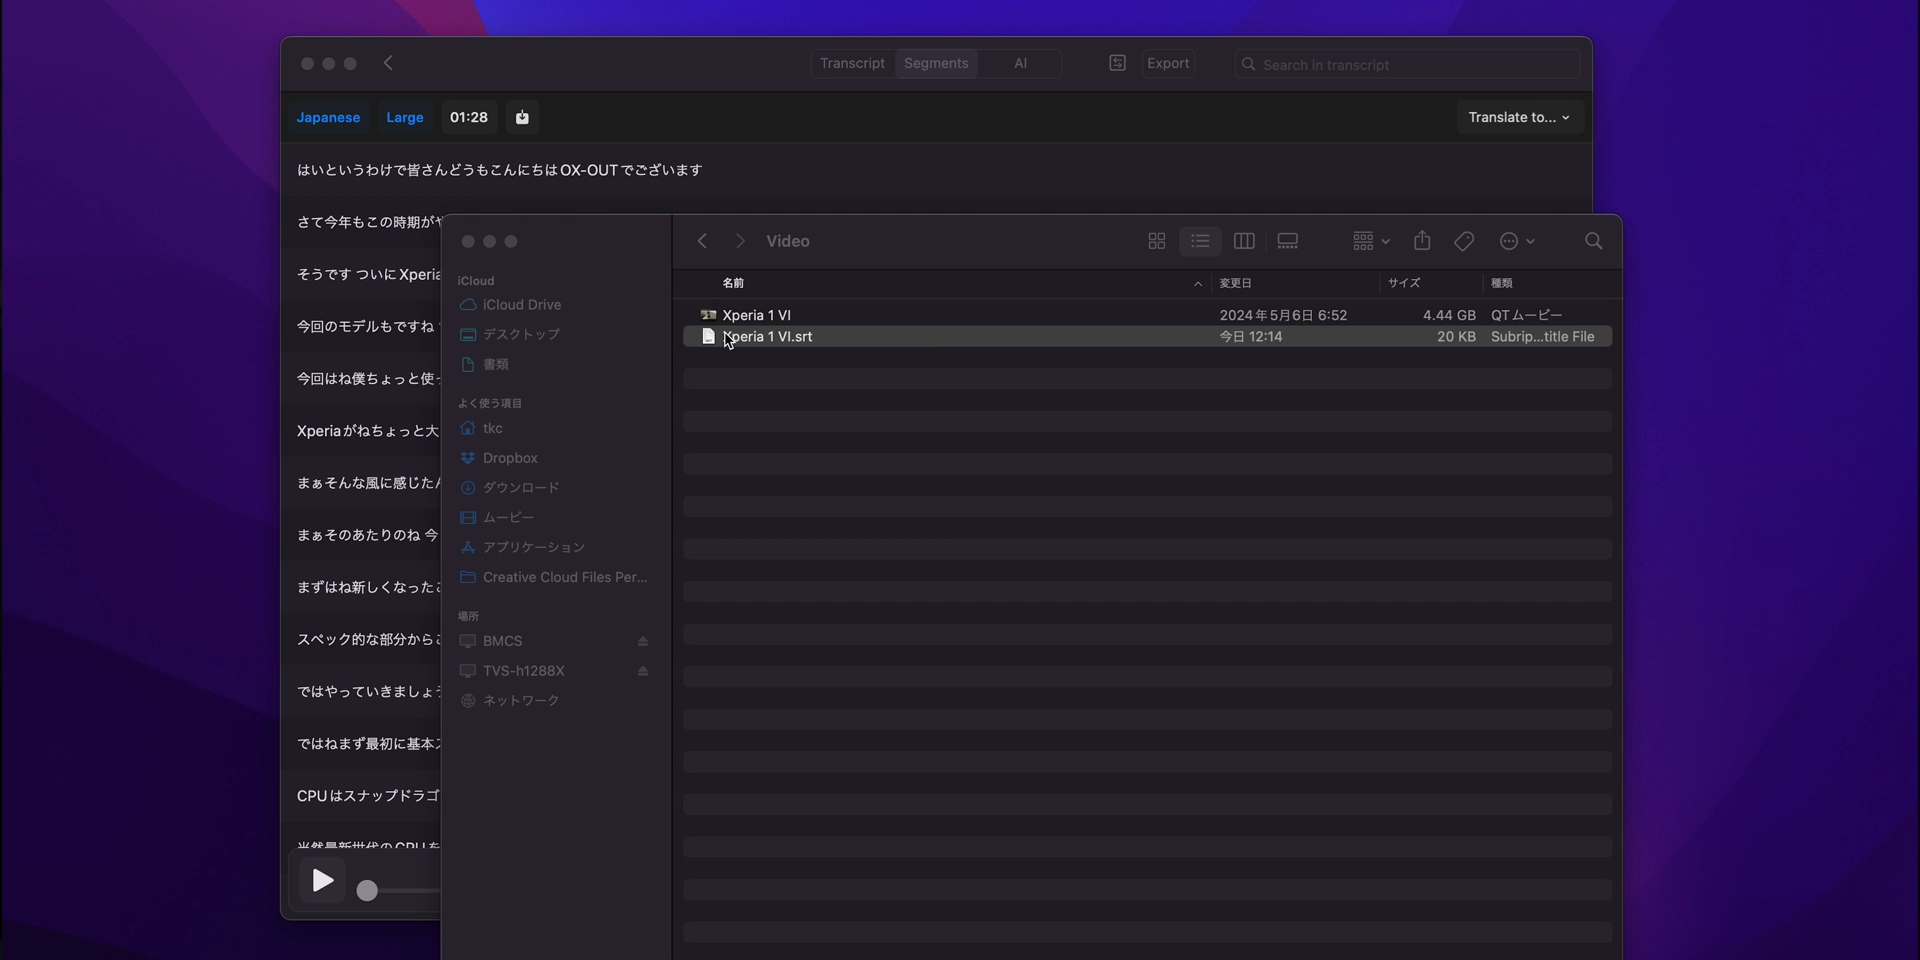 Transcript Segments AI Export Search in transcript
Japanese Large 01:28 Translate to...
はいというわけで皆さんどうもこんにちはOX-OUTでございます
さて今年もこの時期が
そうです ついにXperia
今回のモデルもですね
今回はね僕ちょっと使
Xperiaがねちょっと大
まぁそんな風に感じた
まぁそのあたりのね 今
まずはね新しくなった
スペック的な部分から
ではやっていきましょ
ではねまず最初に基本
CPUはスナップドラゴ
当然最新世代のCPUを
Video
iCloud
iCloud Drive
デスクトップ
書類
よく使う項目
tkc
Dropbox
ダウンロード
ムービー
アプリケーション
Creative Cloud Files Per...
場所
BMCS
TVS-h1288X
ネットワーク
名前 変更日 サイズ 種類
Xperia 1 VI 2024年5月6日 6:52 4.44 GB QTムービー
Xperia 1 VI.srt 今日 12:14 20 KB Subrip...title File